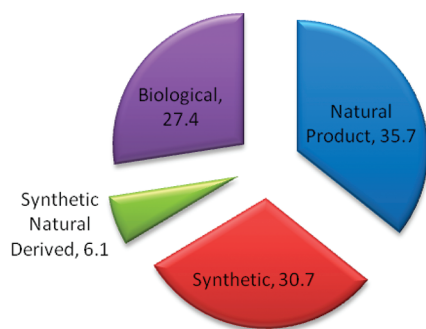 Biological,
27.4
Natural
Product, 35.7
Synthetic
Natural
Derived, 6.1
Synthetic, 30.7